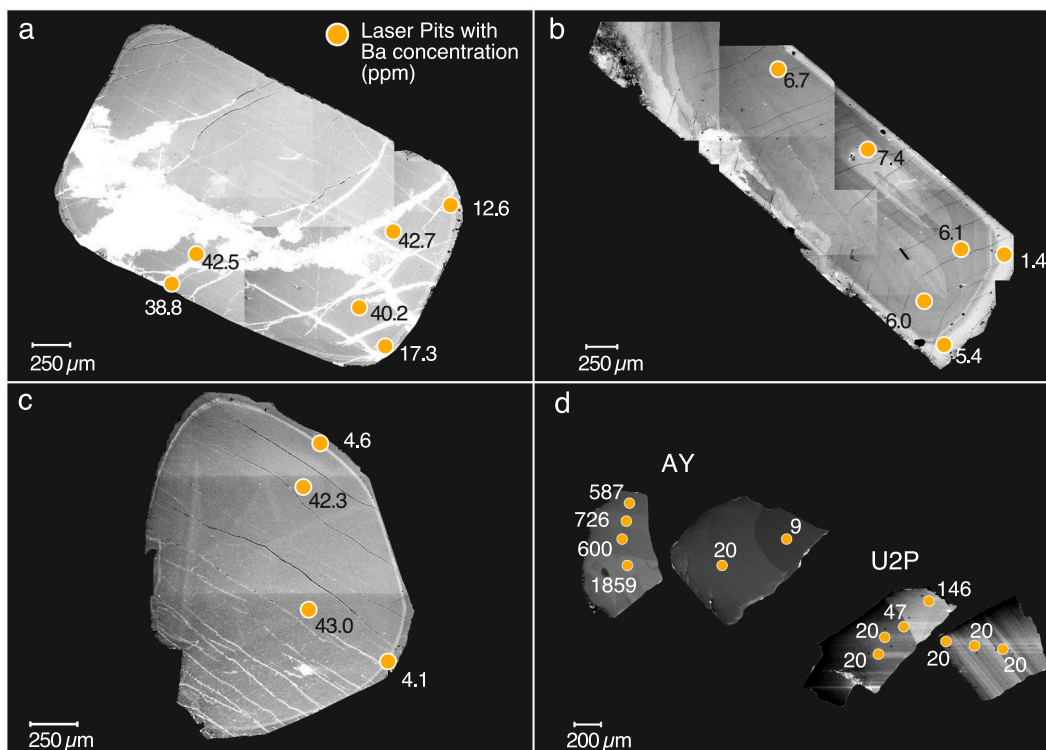 a
Laser Pits with
Ba concentration
(ppm)
12.6
42.7
42.5
38.8
40.2
17.3
250 µm
b
6.7
7.4
6.1
1.4
6.0
5.4
250 µm
c
4.6
42.3
43.0
4.1
250 µm
d
AY
587
726
600
1859
9
20
U2P
146
47
20
20
20
20
20
200 µm